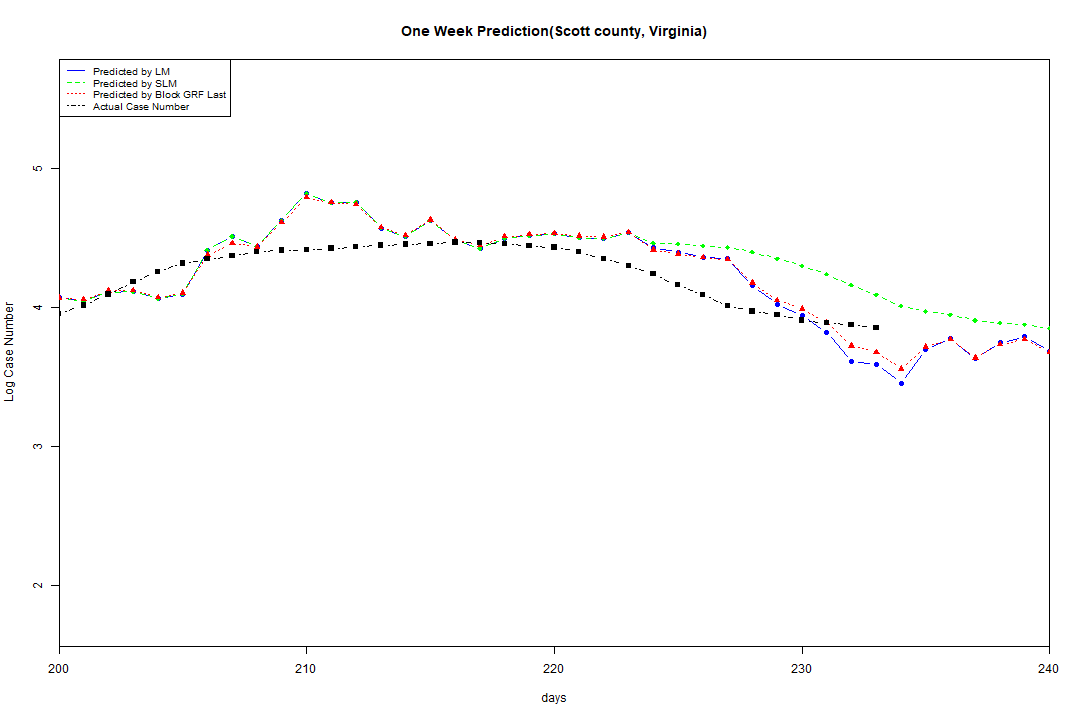 One Week Prediction(Scott county, Virginia)
Predicted by LM
Predicted by SLM
Predicted by Block GRF Last
Actual Case Number
5
4
3
2
Log Case Number
200 210 220 230 240
days